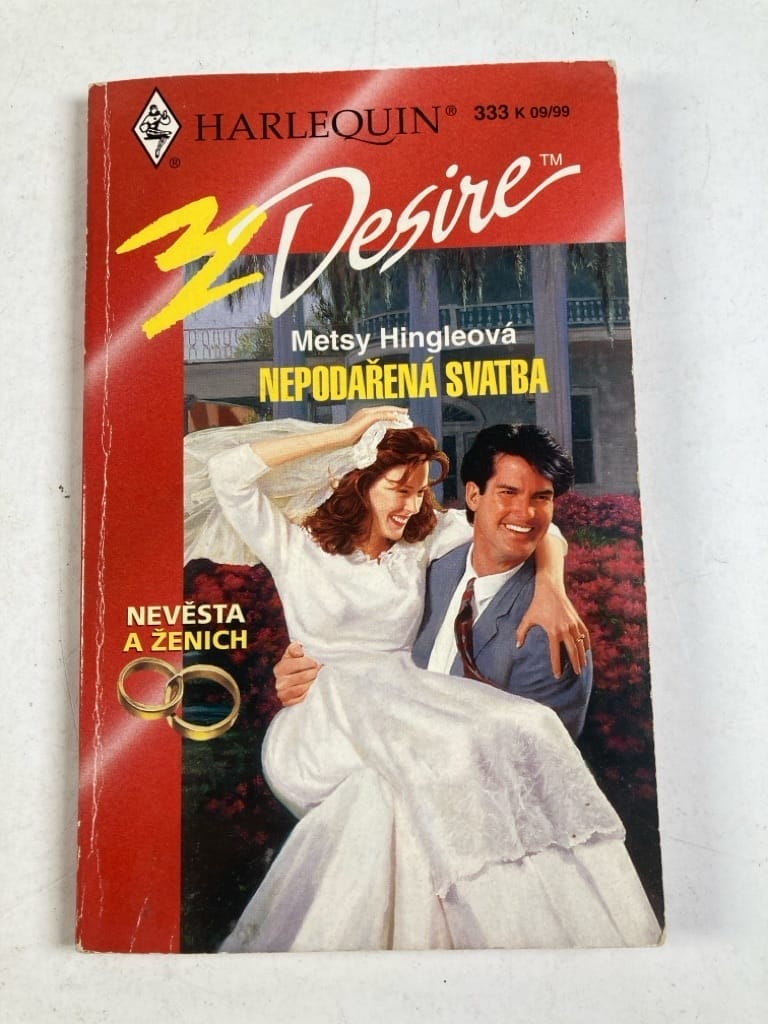 HARLEQUIN® 333 K 09/99
®
Desire™
Metsy Hingleová
NEPODAŘENÁ SVATBA
NEVĚSTA
A ŽENICH